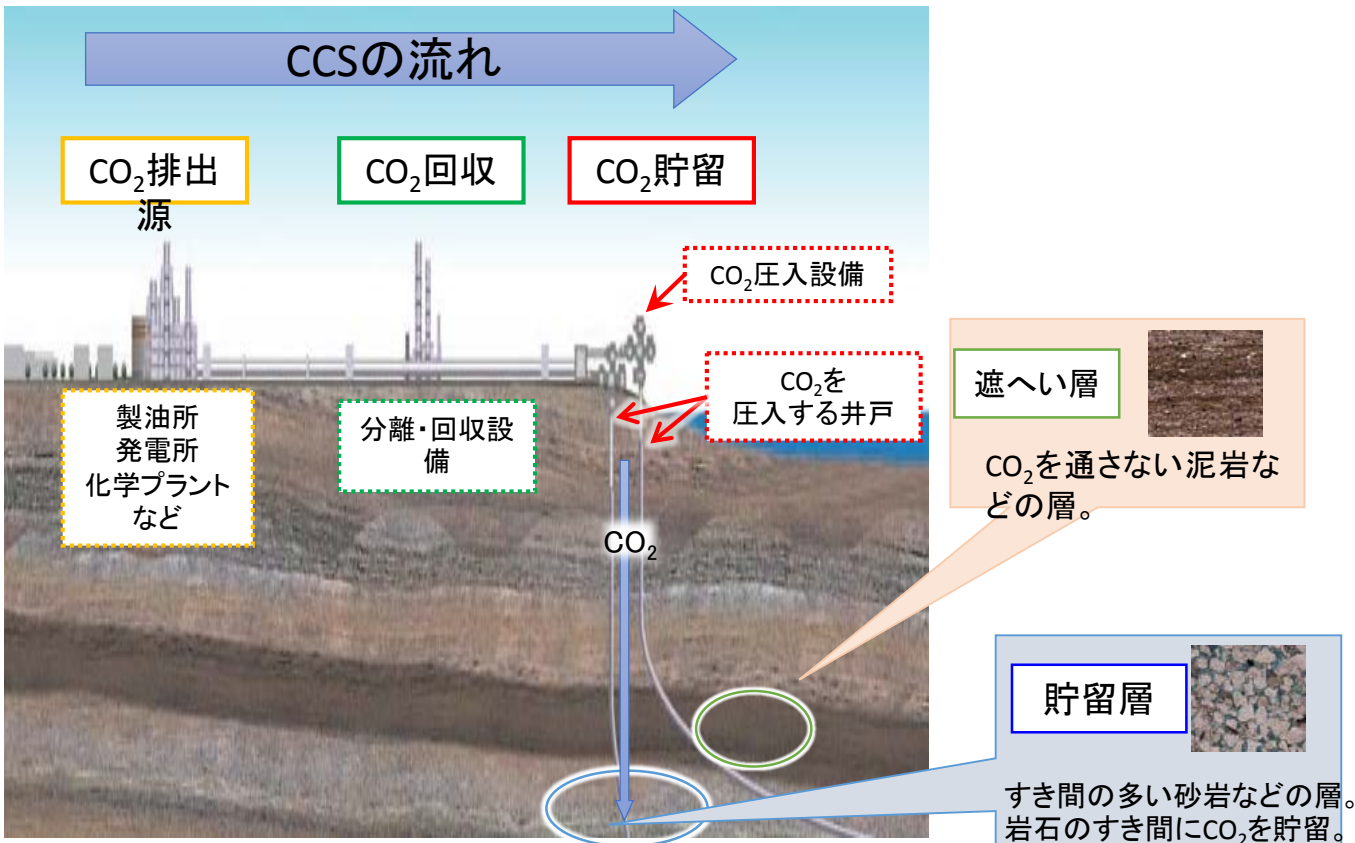 CCSの流れ
CO₂排出
源
CO₂回収
CO₂貯留
CO₂圧入設備
CO₂を
圧入する井戸
製油所
発電所
化学プラント
など
分離・回収設
備
CO₂
遮へい層
CO₂を通さない泥岩な
どの層。
貯留層
すき間の多い砂岩などの層。
岩石のすき間にCO₂を貯留。